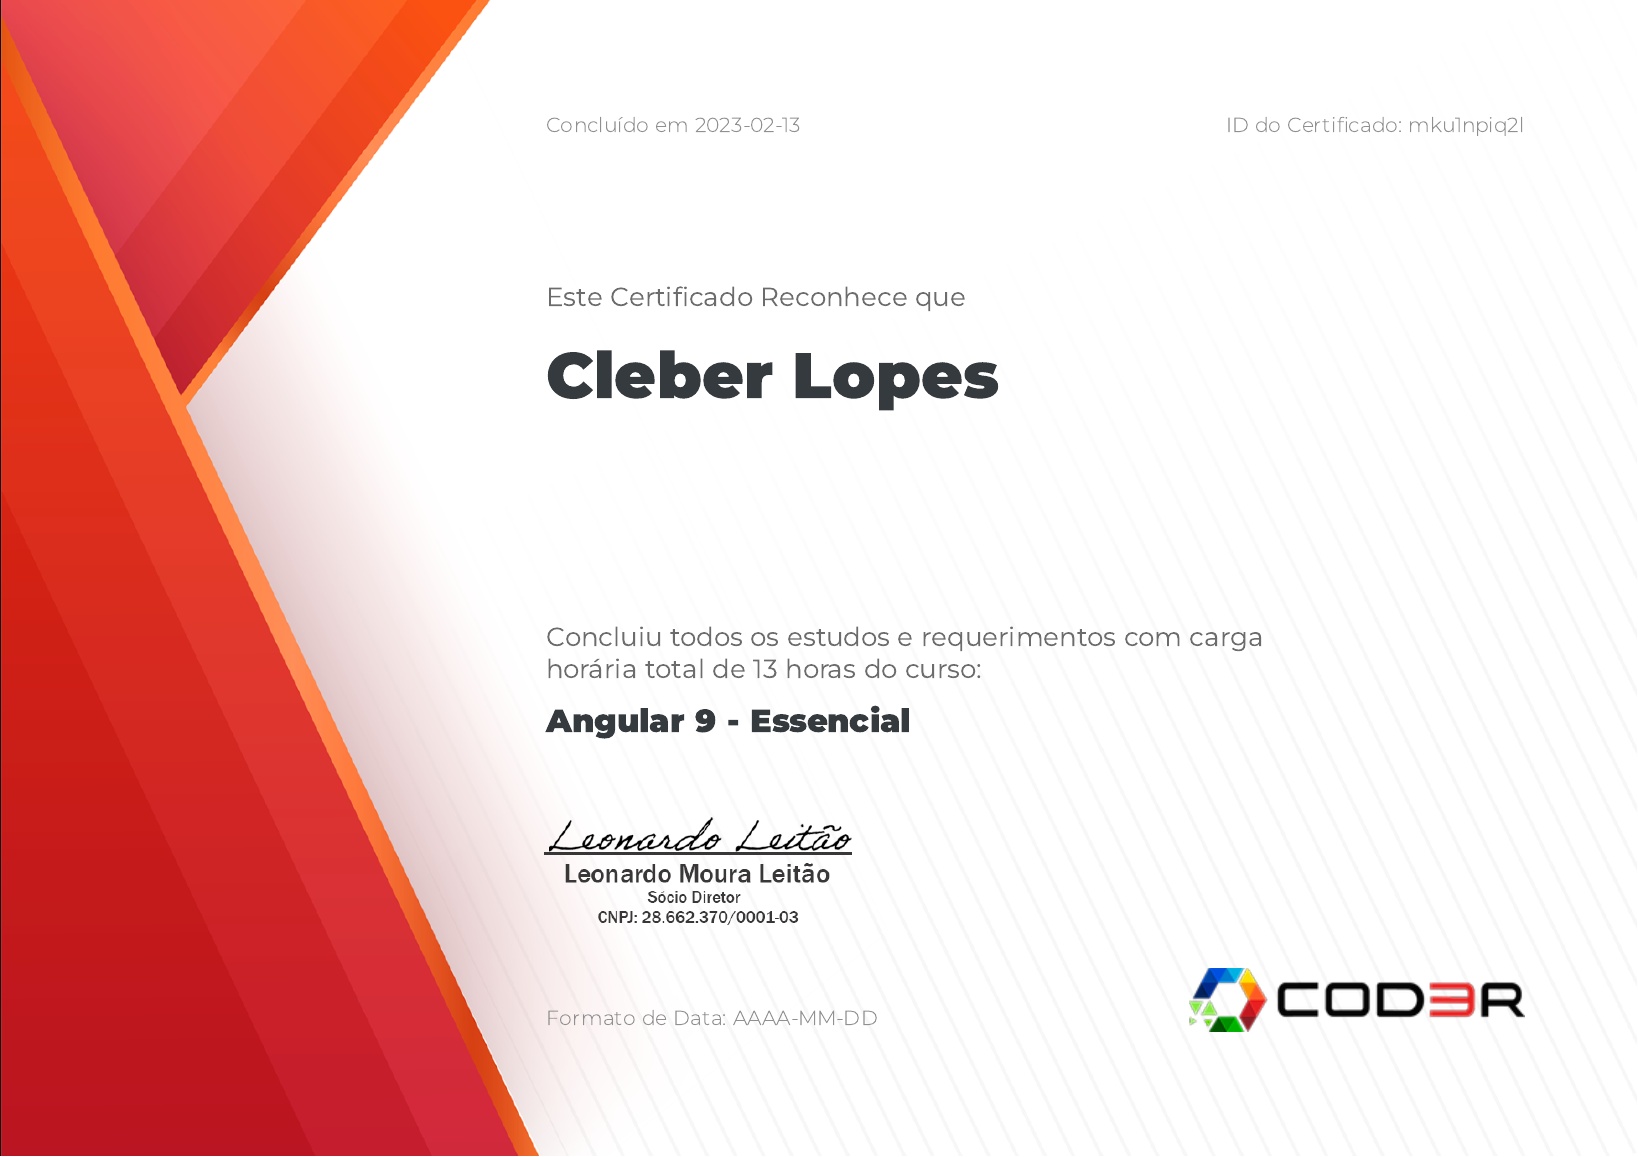 Concluído em 2023-02-13
ID do Certificado: mku1npiq2l
Este Certificado Reconhece que
Cleber Lopes
Concluiu todos os estudos e requerimentos com carga
horária total de 13 horas do curso:
Angular 9 - Essencial
Leonardo Leitão
Leonardo Moura Leitão
Sócio Diretor
CNPJ: 28.662.370/0001-03
Formato de Data: AAAA-MM-DD
COD3R